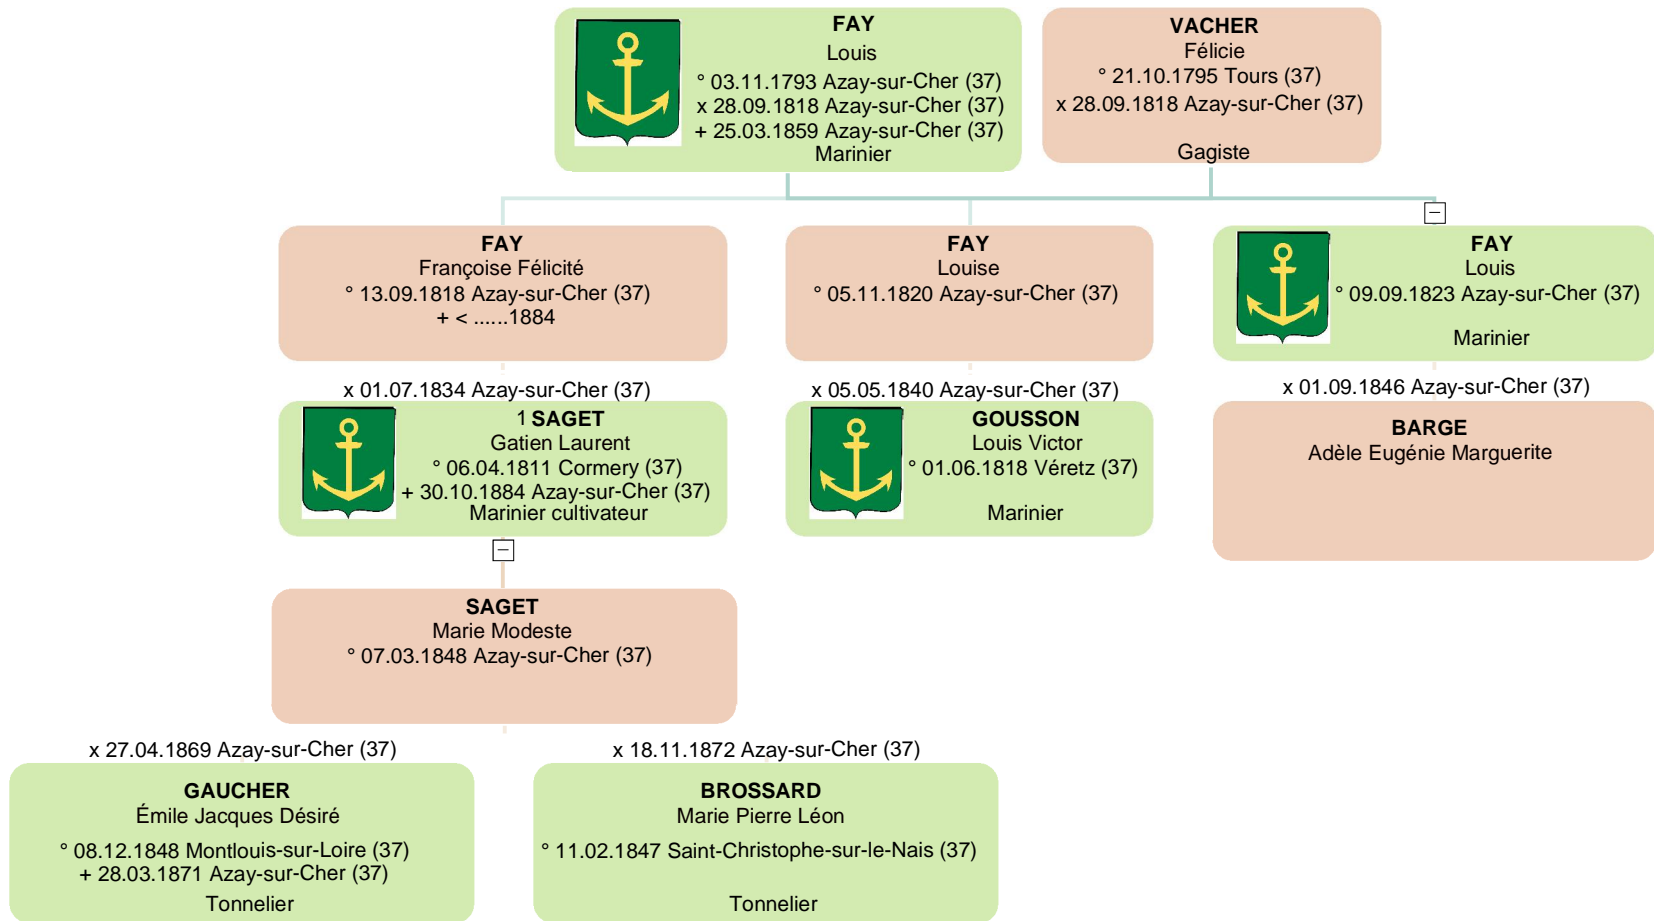 FAY
Louis
° 03.11.1793 Azay-sur-Cher (37)
x 28.09.1818 Azay-sur-Cher (37)
+ 25.03.1859 Azay-sur-Cher (37)
Marinier
VACHER
Félicie
° 21.10.1795 Tours (37)
x 28.09.1818 Azay-sur-Cher (37)
Gagiste
FAY
Françoise Félicité
° 13.09.1818 Azay-sur-Cher (37)
+ < ......1884
FAY
Louise
° 05.11.1820 Azay-sur-Cher (37)
FAY
Louis
° 09.09.1823 Azay-sur-Cher (37)
Marinier
x 01.07.1834 Azay-sur-Cher (37)
1 SAGET
Gatien Laurent
° 06.04.1811 Cormery (37)
+ 30.10.1884 Azay-sur-Cher (37)
Marinier cultivateur
x 05.05.1840 Azay-sur-Cher (37)
GOUSSON
Louis Victor
° 01.06.1818 Véretz (37)
Marinier
x 01.09.1846 Azay-sur-Cher (37)
BARGE
Adèle Eugénie Marguerite
SAGET
Marie Modeste
° 07.03.1848 Azay-sur-Cher (37)
x 27.04.1869 Azay-sur-Cher (37)
GAUCHER
Émile Jacques Désiré
° 08.12.1848 Montlouis-sur-Loire (37)
+ 28.03.1871 Azay-sur-Cher (37)
Tonnelier
x 18.11.1872 Azay-sur-Cher (37)
BROSSARD
Marie Pierre Léon
° 11.02.1847 Saint-Christophe-sur-le-Nais (37)
Tonnelier